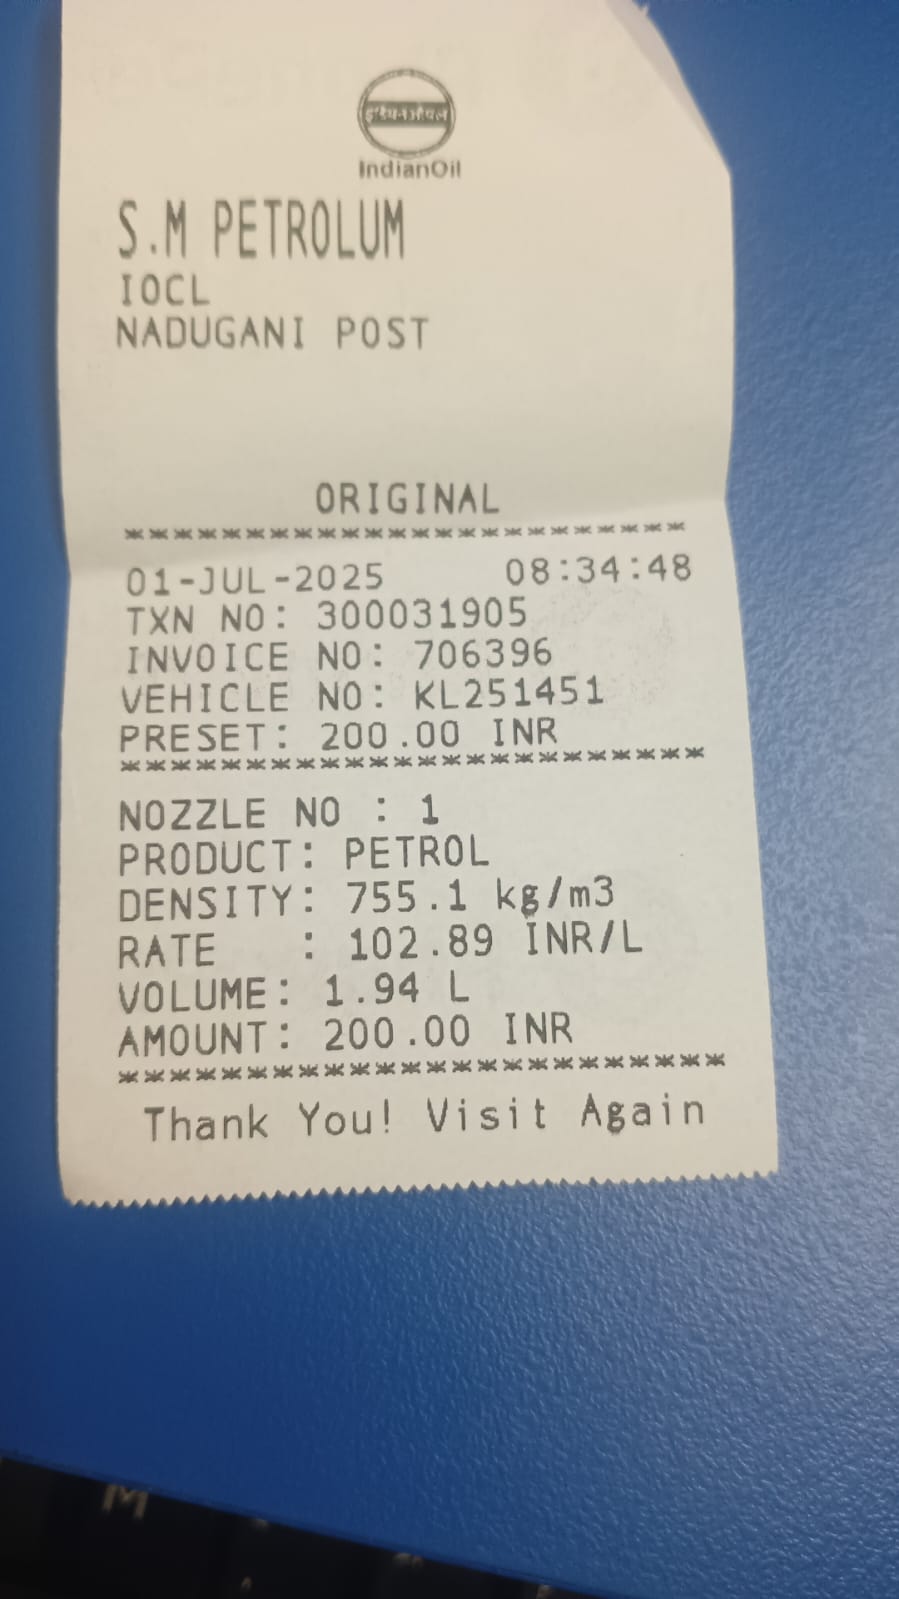 इंडियनऑयल
IndianOil
S.M PETROLUM
IOCL
NADUGANI POST
ORIGINAL
*************************
01-JUL-2025 08:34:48
TXN NO: 300031905
INVOICE NO: 706396
VEHICLE NO: KL251451
PRESET: 200.00 INR
*************************
NOZZLE NO : 1
PRODUCT: PETROL
DENSITY: 755.1 kg/m3
RATE : 102.89 INR/L
VOLUME: 1.94 L
AMOUNT: 200.00 INR
*************************
Thank You! Visit Again
M